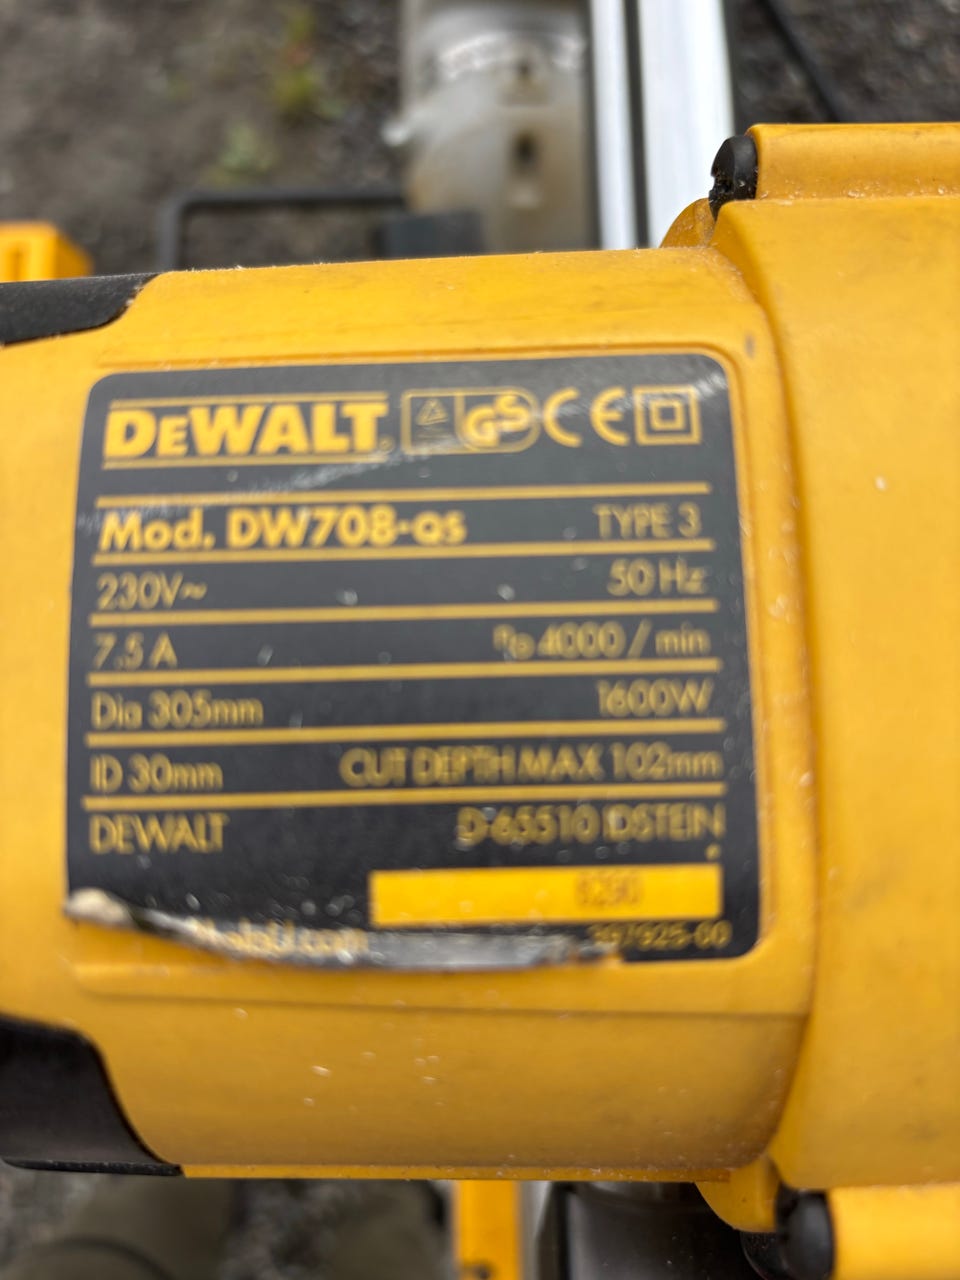 DEWALT GS CE
Mod. DW708-QS TYPE 3
230V~ 50 Hz
7.5 A n₀ 4000 / min
Dia 305mm 1600W
ID 30mm CUT DEPTH MAX 102mm
DEWALT D-65510 IDSTEIN